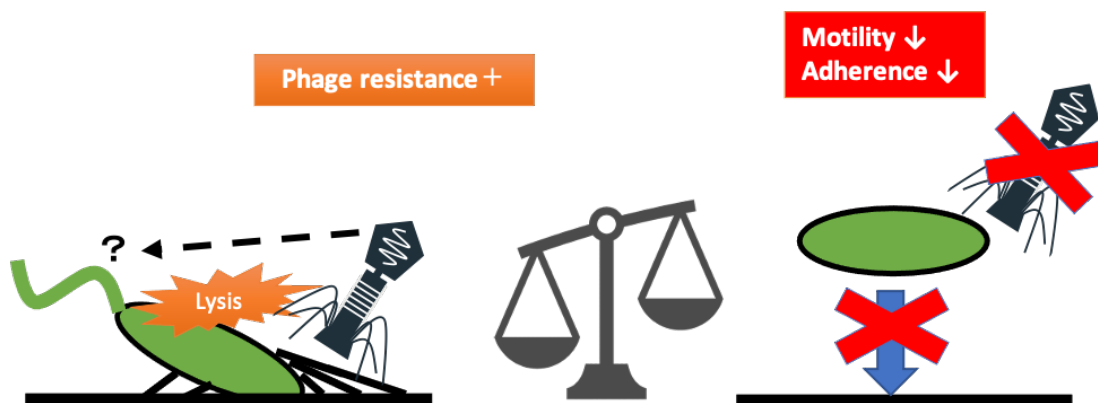 Phage resistance +
Motility ↓
Adherence ↓
?
Lysis